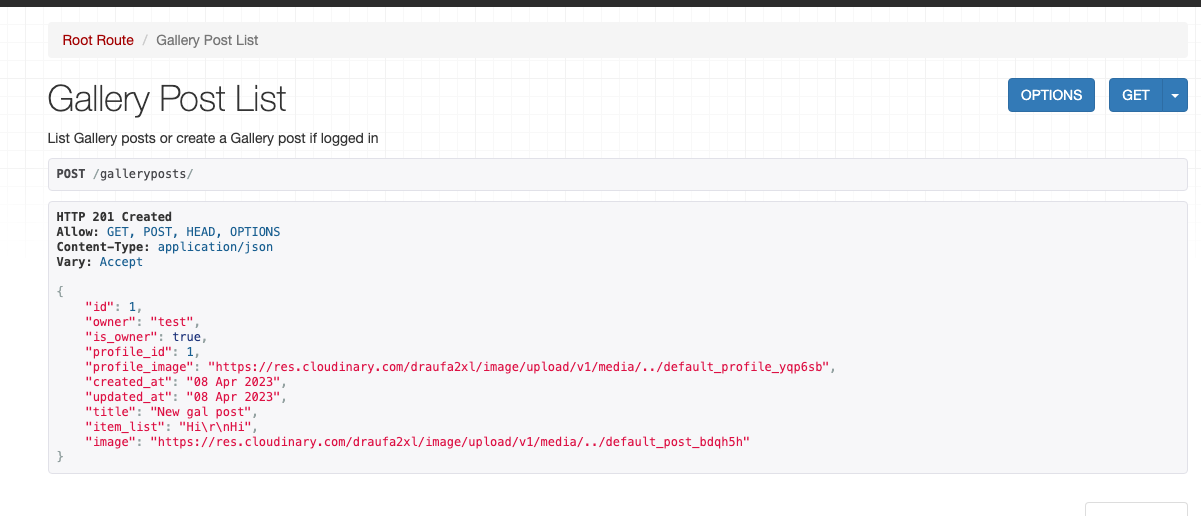 Root Route / Gallery Post List
Gallery Post List
OPTIONS
GET
List Gallery posts or create a Gallery post if logged in
POST /galleryposts/
HTTP 201 Created
Allow: GET, POST, HEAD, OPTIONS
Content-Type: application/json
Vary: Accept
{
    "id": 1,
    "owner": "test",
    "is_owner": true,
    "profile_id": 1,
    "profile_image": "https://res.cloudinary.com/draufa2xl/image/upload/v1/media/../default_profile_yqp6sb",
    "created_at": "08 Apr 2023",
    "updated_at": "08 Apr 2023",
    "title": "New gal post",
    "item_list": "Hi\r\nHi",
    "image": "https://res.cloudinary.com/draufa2xl/image/upload/v1/media/../default_post_bdqh5h"
}